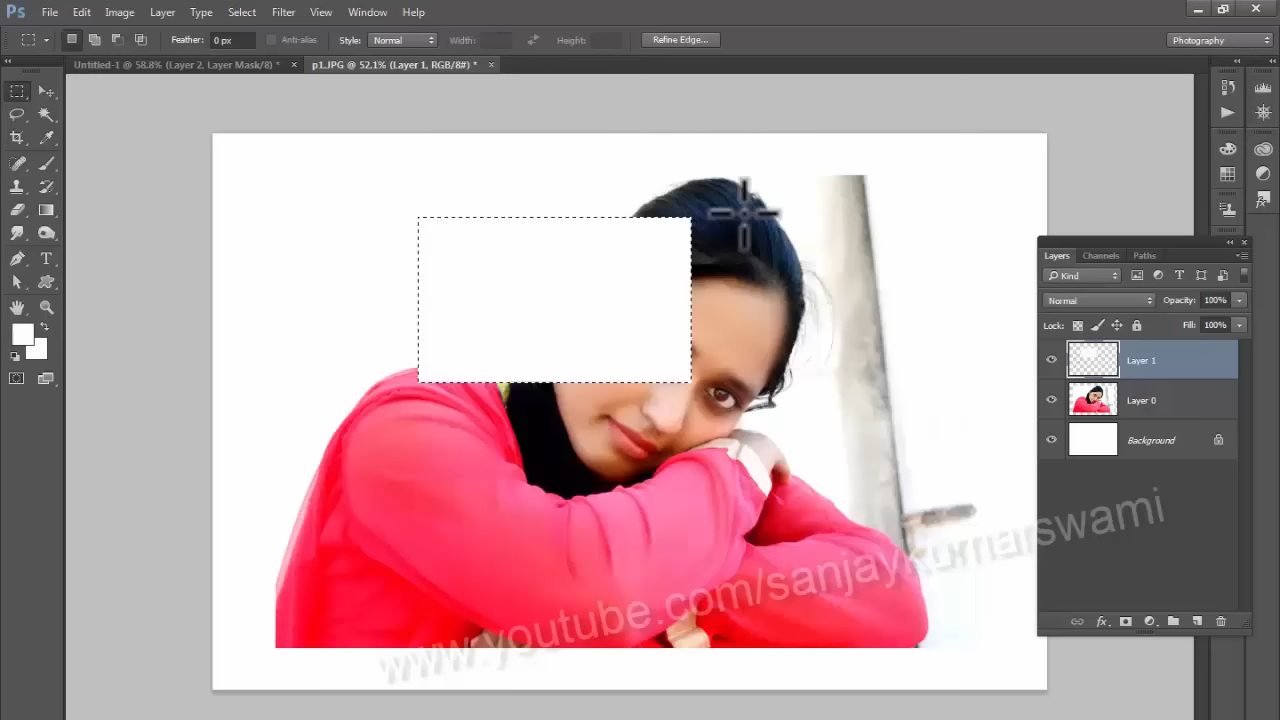 Ps File Edit Image Layer Type Select Filter View Window Help
Feather: 0 px Anti-alias Style: Normal Width: Height: Refine Edge... Photography
Untitled-1 @ 58.8% (Layer 2, Layer Mask/8) * × p1.JPG @ 52.1% (Layer 1, RGB/8#) * ×
Layers Channels Paths
Kind
Normal Opacity: 100%
Lock: Fill: 100%
Layer 1
Layer 0
Background
fx
www.youtube.com/sanjaykumarswami